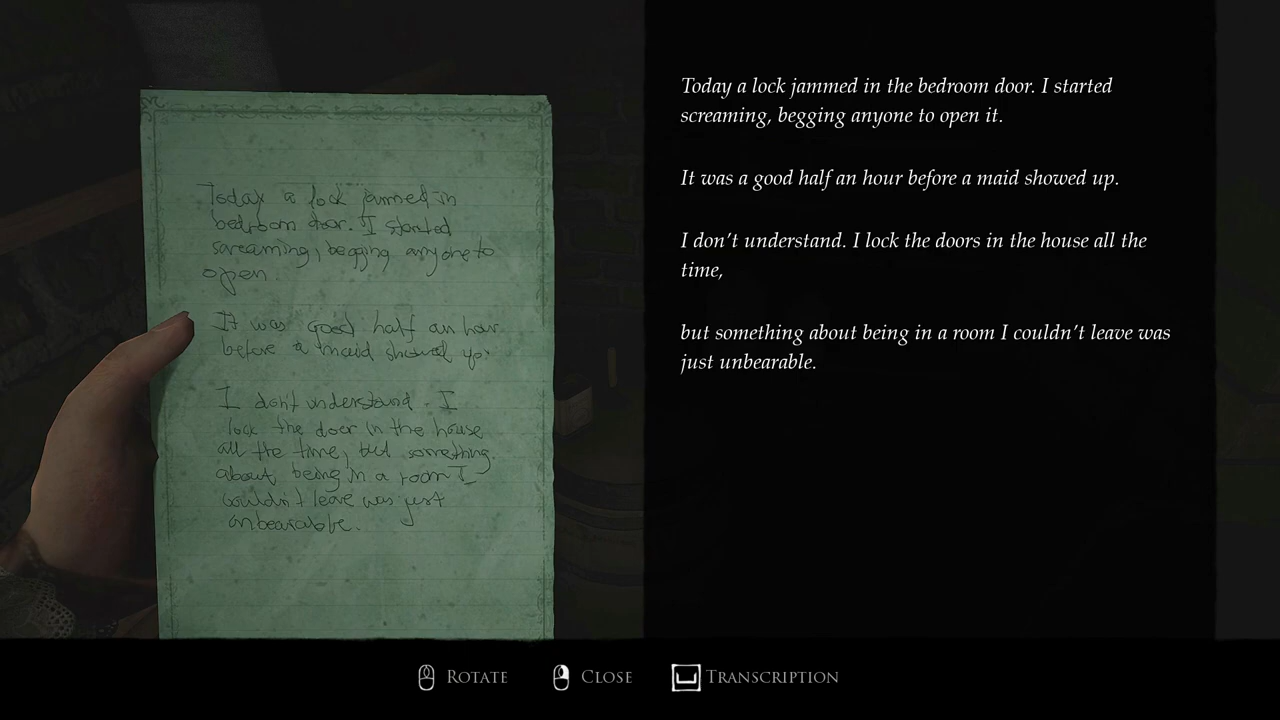 Today a lock jammed in
bedroom door. I started
screaming, begging anyone to
open
It was good half an hour
before a maid showed up.
I don't understand. I
lock the door in the house
all the time, but something
about being in a room I
couldn't leave was just
unbearable.
Today a lock jammed in the bedroom door. I started
screaming, begging anyone to open it.
It was a good half an hour before a maid showed up.
I don't understand. I lock the doors in the house all the
time,
but something about being in a room I couldn't leave was
just unbearable.
Rotate Close Transcription